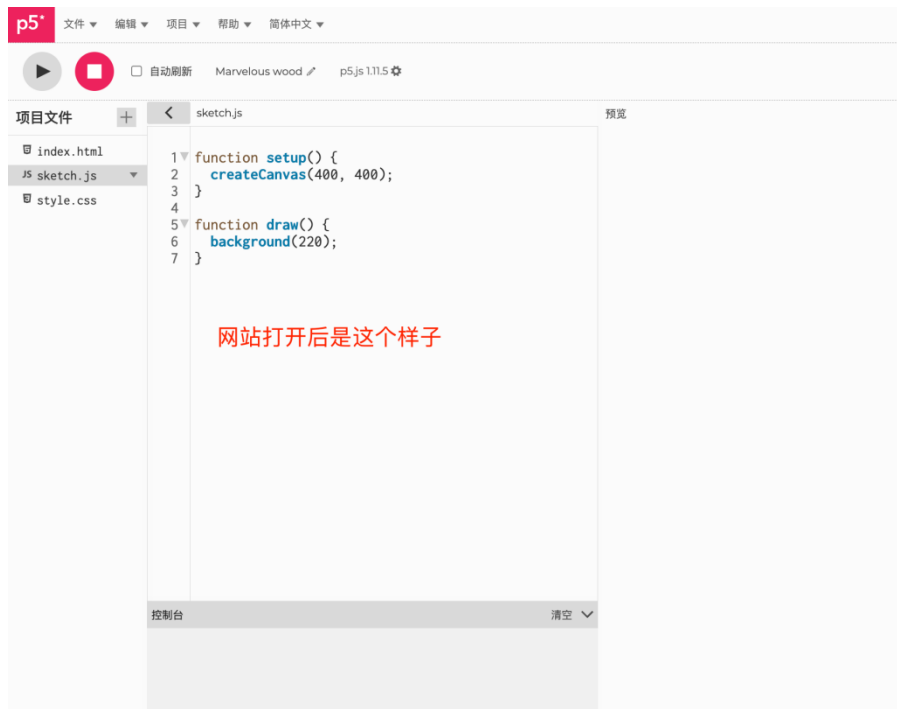 p5* 文件 编辑 项目 帮助 简体中文
自动刷新 Marvelous wood p5.js 1.11.5
项目文件 + sketch.js 预览
index.html
JS sketch.js
style.css
1 function setup() {
2 createCanvas(400, 400);
3 }
4
5 function draw() {
6 background(220);
7 }
网站打开后是这个样子
控制台 清空